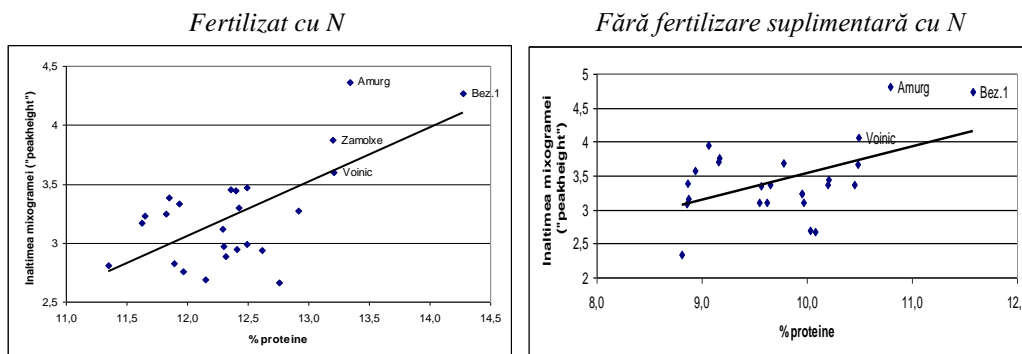 Fertilizat cu N
Inaltimea mixogramei ("peakheight")
4,5
4
3,5
3
2,5
Amurg
Bez.1
Zamolxe
Voinic
11,0 11,5 12,0 12,5 13,0 13,5 14,0 14,5
% proteine
Fără fertilizare suplimentară cu N
Inaltimea mixogramei
("peakheight")
5
4,5
4
3,5
3
2,5
2
Amurg
Bez.1
Voinic
8,0 9,0 10,0 11,0 12,
% proteine